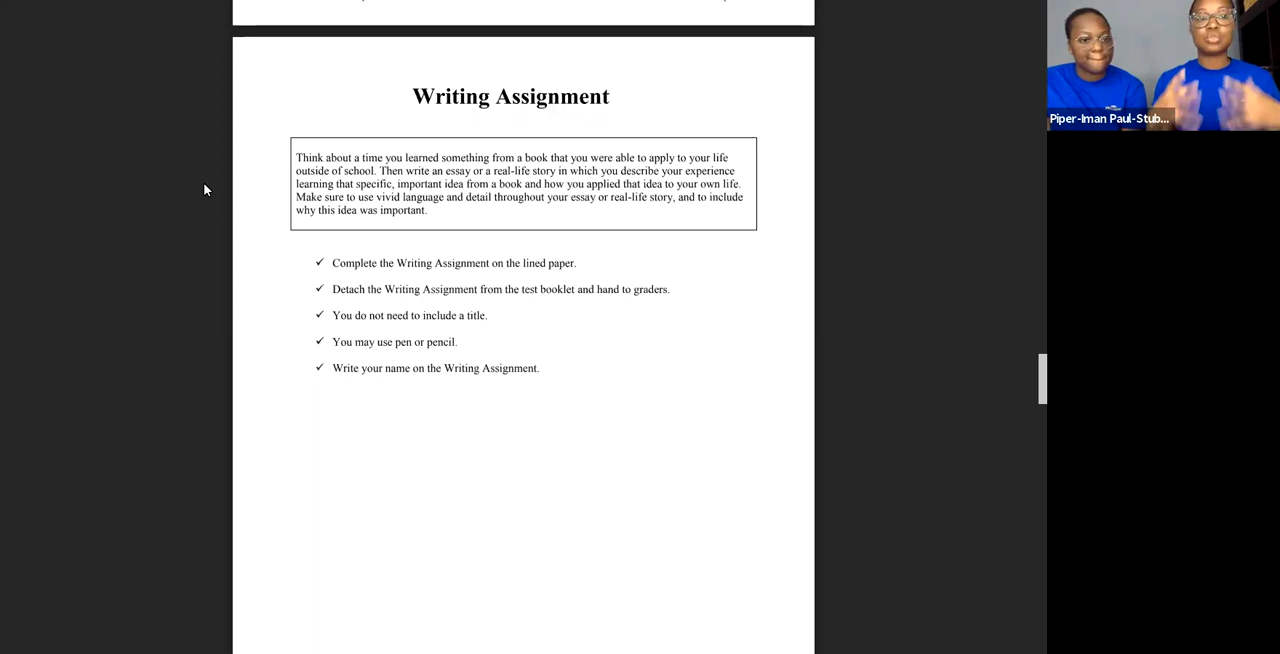 Writing Assignment
Think about a time you learned something from a book that you were able to apply to your life
outside of school. Then write an essay or a real-life story in which you describe your experience
learning that specific, important idea from a book and how you applied that idea to your own life.
Make sure to use vivid language and detail throughout your essay or real-life story, and to include
why this idea was important.
✓ Complete the Writing Assignment on the lined paper.
✓ Detach the Writing Assignment from the test booklet and hand to graders.
✓ You do not need to include a title.
✓ You may use pen or pencil.
✓ Write your name on the Writing Assignment.
Piper-Iman Paul-Stub...